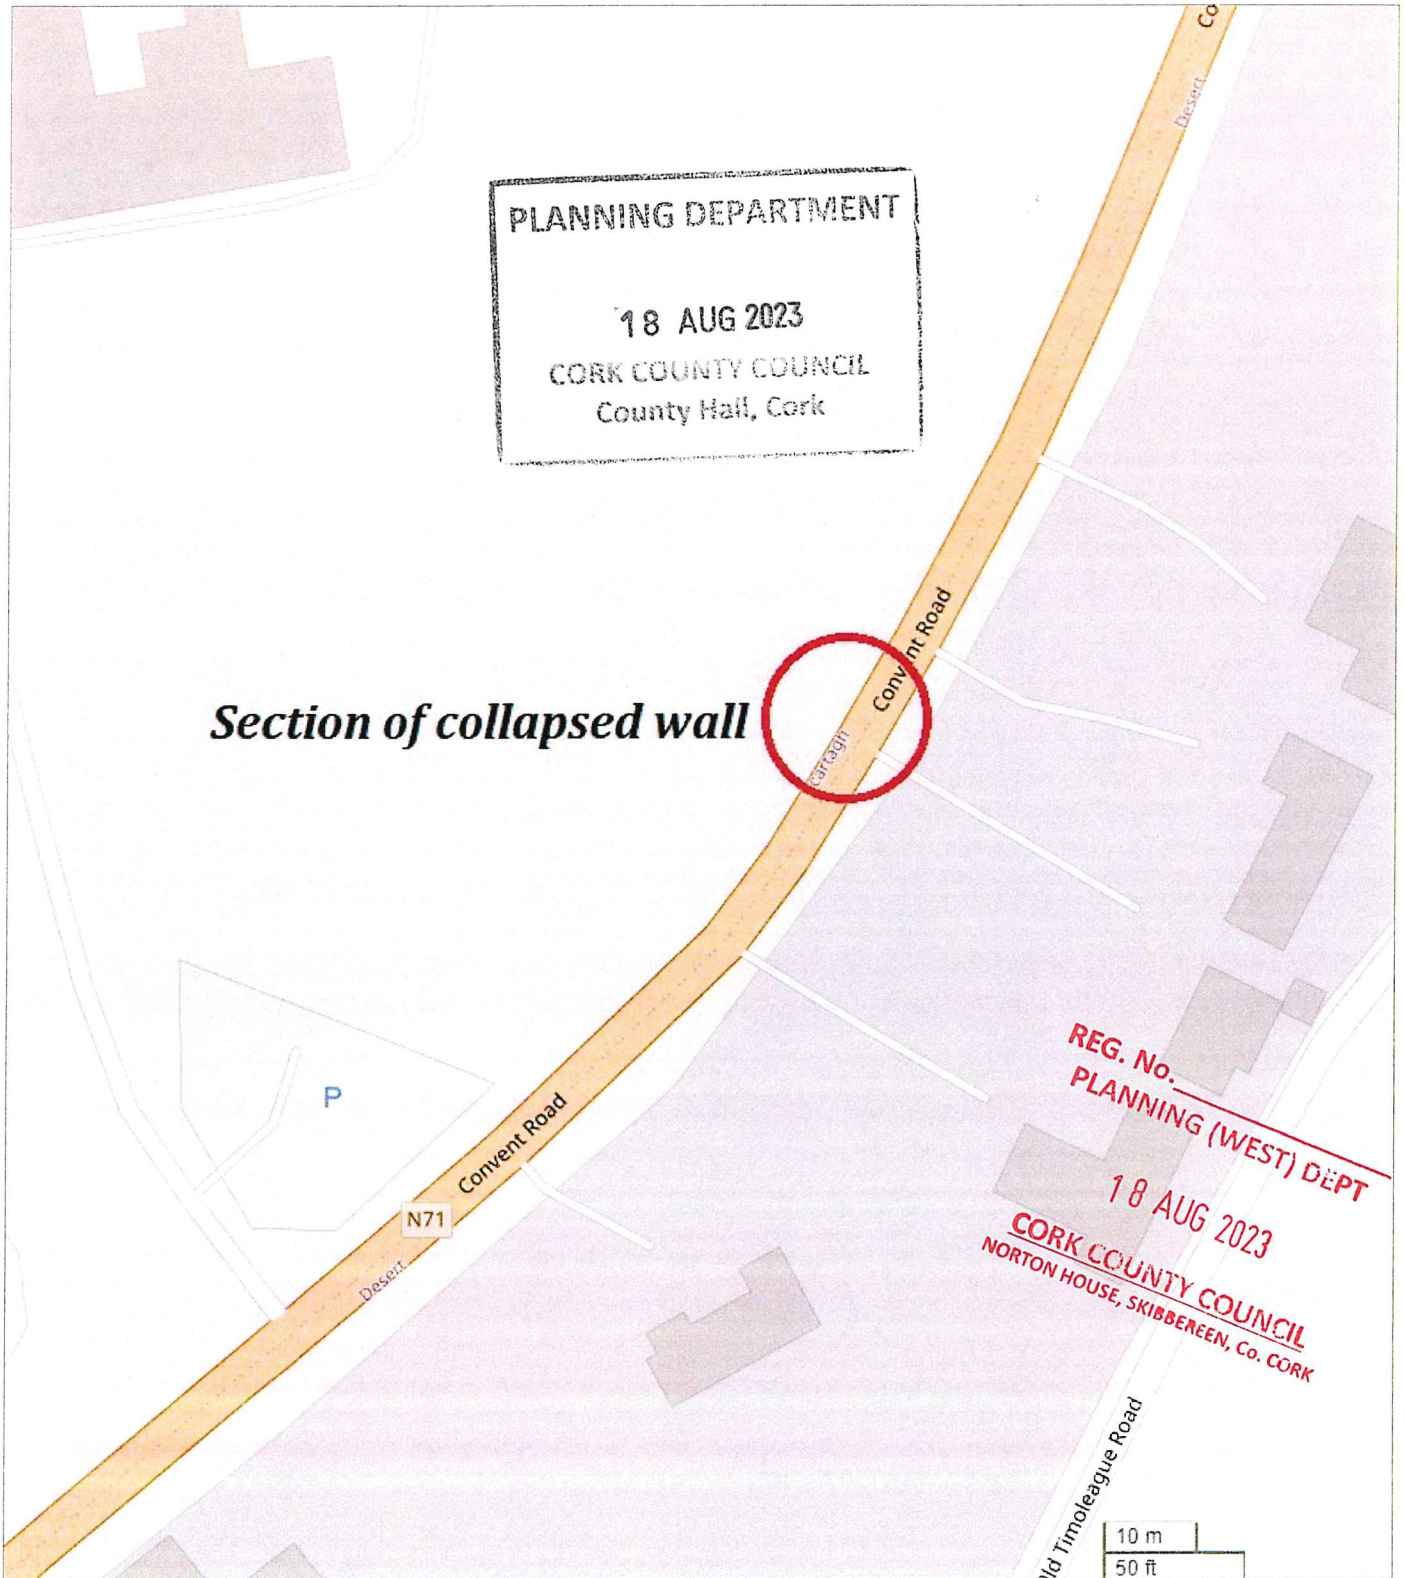 Co
Desert
PLANNING DEPARTMENT
18 AUG 2023
CORK COUNTY COUNCIL
County Hall, Cork
Convent Road
Section of collapsed wall
cartagh
P
Convent Road
N71
Desert
REG. No.
PLANNING (WEST) DEPT
18 AUG 2023
CORK COUNTY COUNCIL
NORTON HOUSE, SKIBBEREEN, Co. CORK
ld Timoleague Road
10 m
50 ft